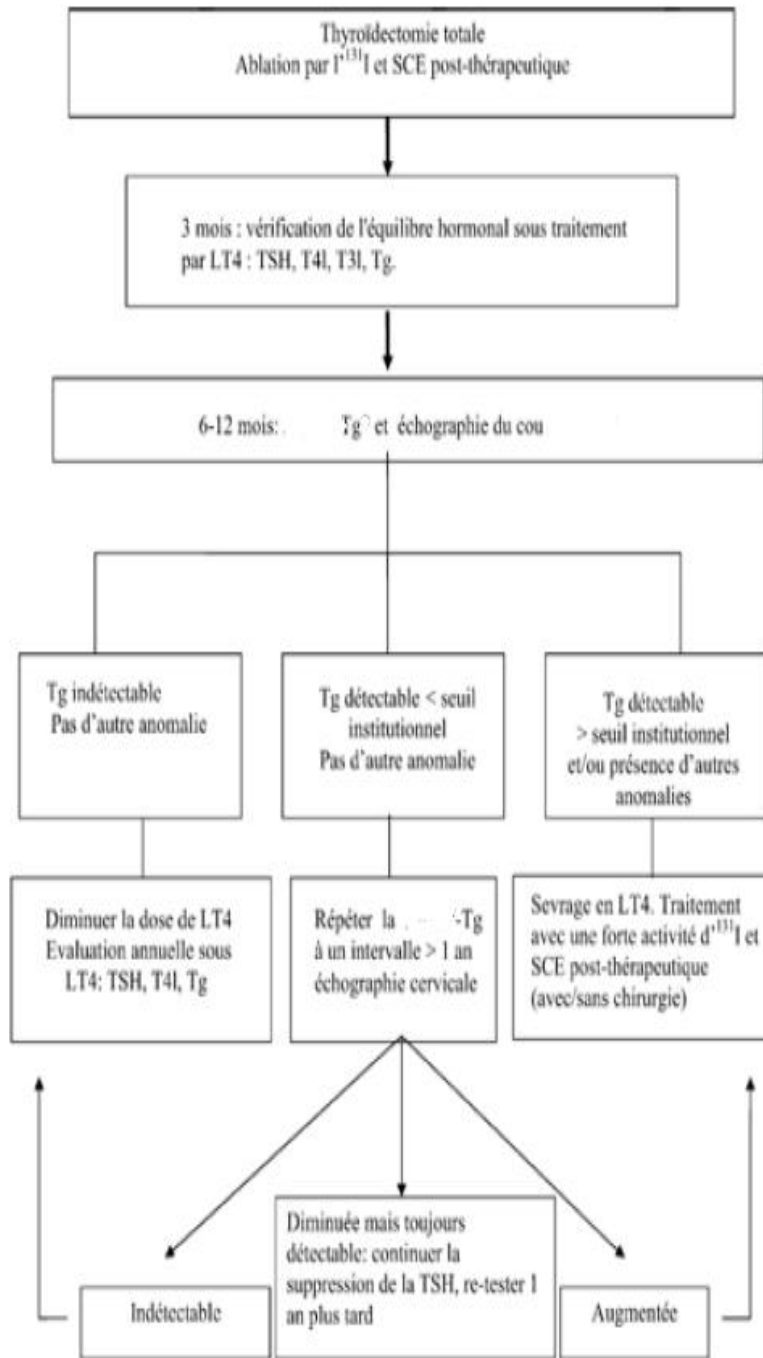 Thyroïdectomie totale
Ablation par l'¹³¹I et SCE post-thérapeutique
3 mois : vérification de l'équilibre hormonal sous traitement
par LT4 : TSH, T4l, T3l, Tg.
6-12 mois: Tg et échographie du cou
Tg indétectable
Pas d'autre anomalie
Tg détectable < seuil
institutionnel
Pas d'autre anomalie
Tg détectable
> seuil institutionnel
et/ou présence d'autres
anomalies
Diminuer la dose de LT4
Evaluation annuelle sous
LT4: TSH, T4l, Tg
Répéter la -Tg
à un intervalle > 1 an
échographie cervicale
Sevrage en LT4. Traitement
avec une forte activité d'¹³¹I et
SCE post-thérapeutique
(avec/sans chirurgie)
Indétectable
Diminuée mais toujours
détectable: continuer la
suppression de la TSH, re-tester 1
an plus tard
Augmentée